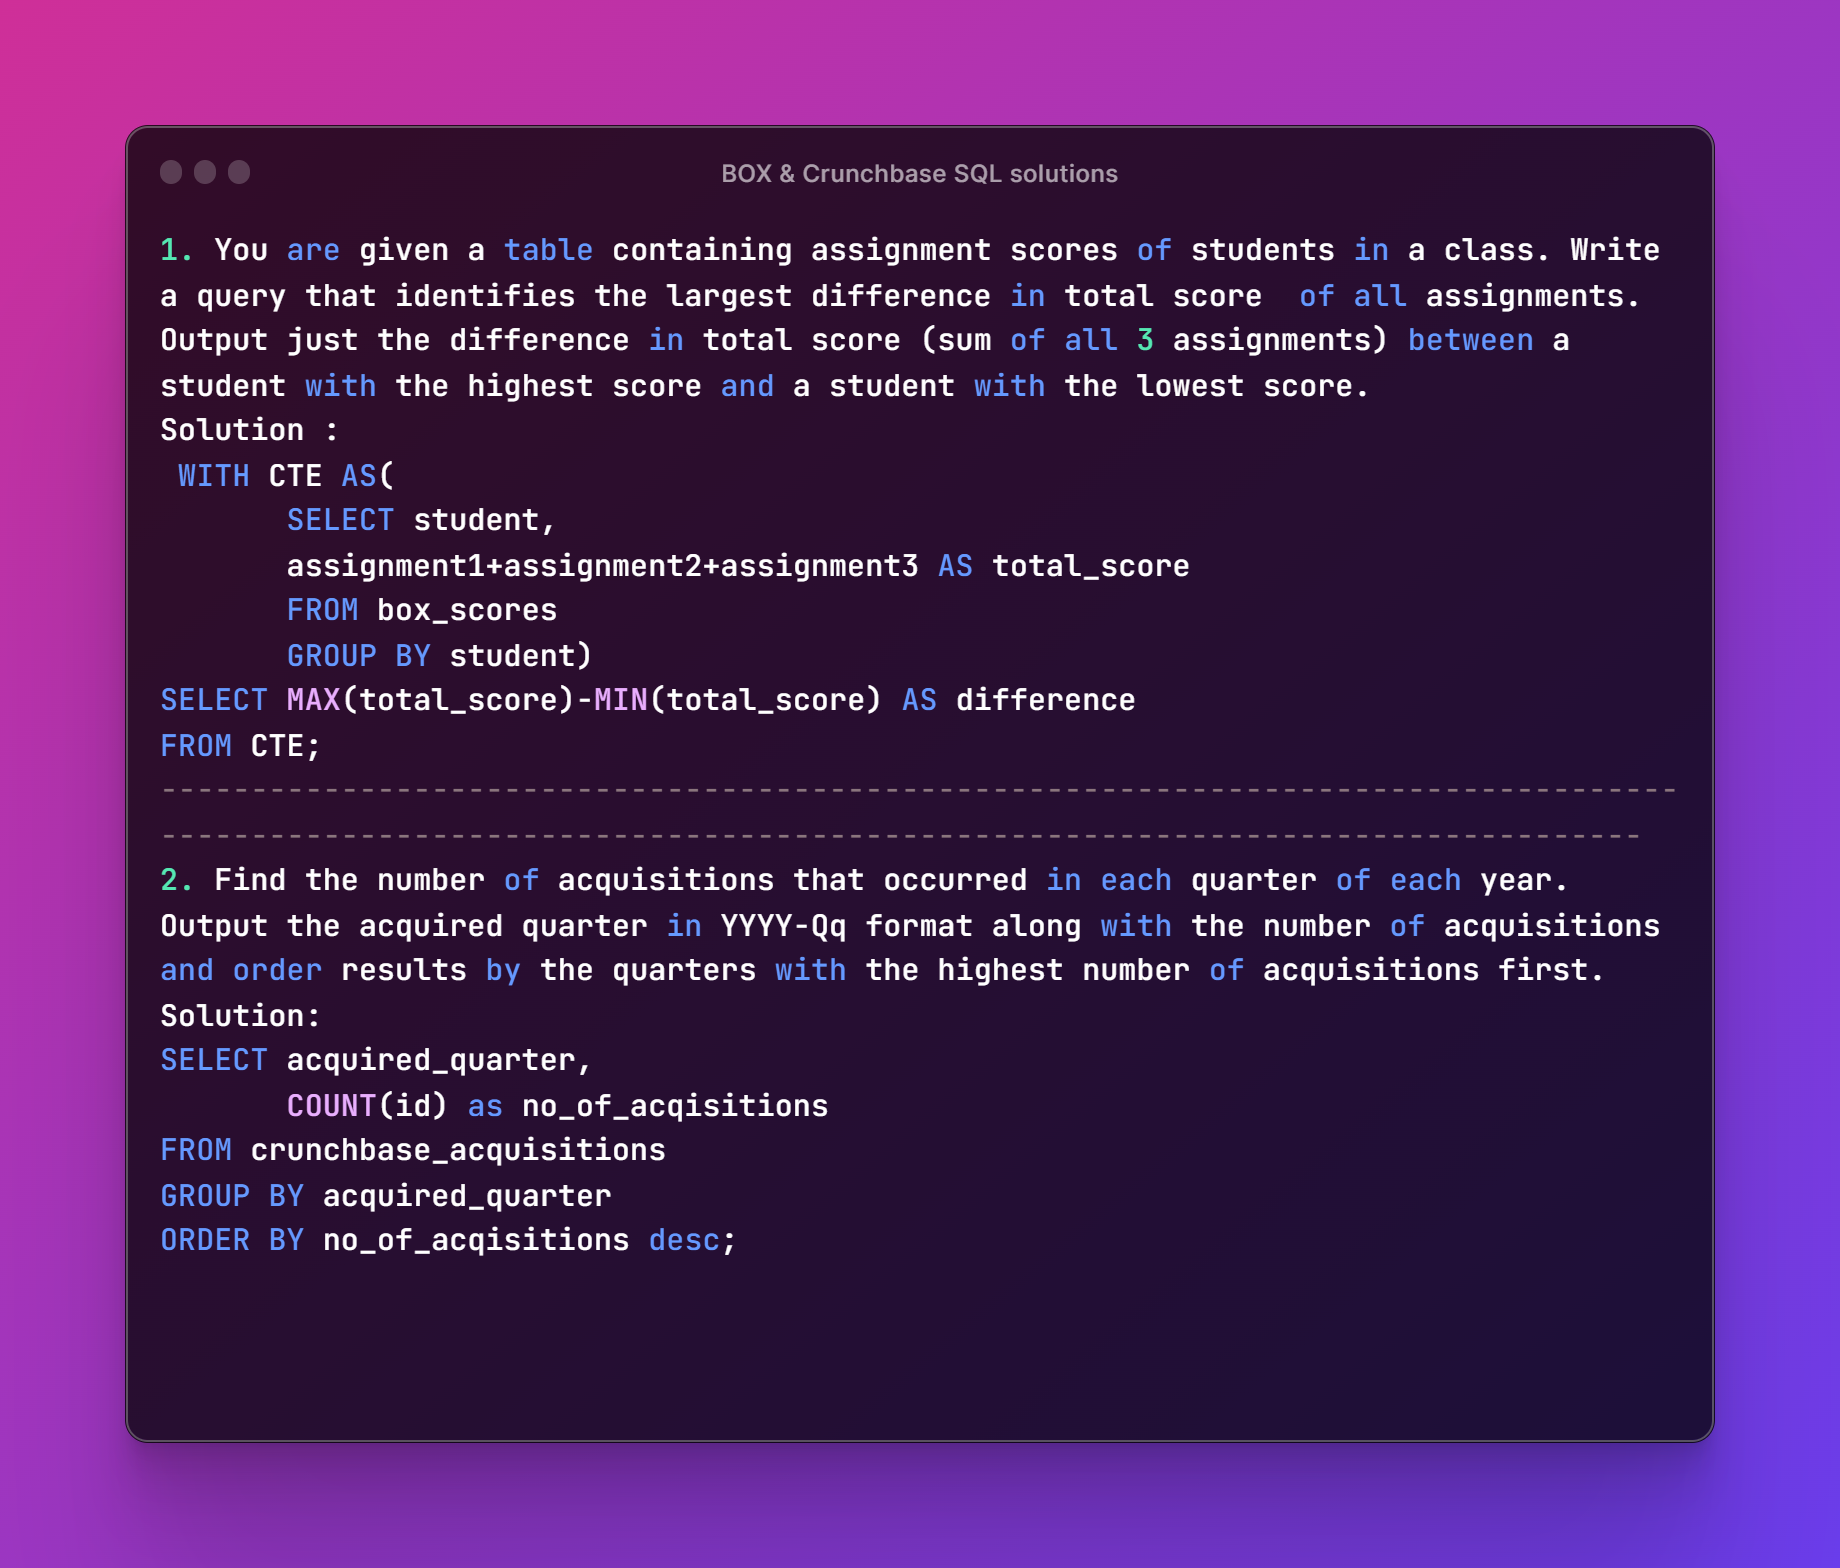 BOX & Crunchbase SQL solutions
1. You are given a table containing assignment scores of students in a class. Write
a query that identifies the largest difference in total score  of all assignments.
Output just the difference in total score (sum of all 3 assignments) between a
student with the highest score and a student with the lowest score.
Solution :
 WITH CTE AS(
       SELECT student,
       assignment1+assignment2+assignment3 AS total_score
       FROM box_scores
       GROUP BY student)
SELECT MAX(total_score)-MIN(total_score) AS difference
FROM CTE;
------------------------------------------------------------------------------------
----------------------------------------------------------------------------------
2. Find the number of acquisitions that occurred in each quarter of each year.
Output the acquired quarter in YYYY-Qq format along with the number of acquisitions
and order results by the quarters with the highest number of acquisitions first.
Solution:
SELECT acquired_quarter,
       COUNT(id) as no_of_acqisitions
FROM crunchbase_acquisitions
GROUP BY acquired_quarter
ORDER BY no_of_acqisitions desc;